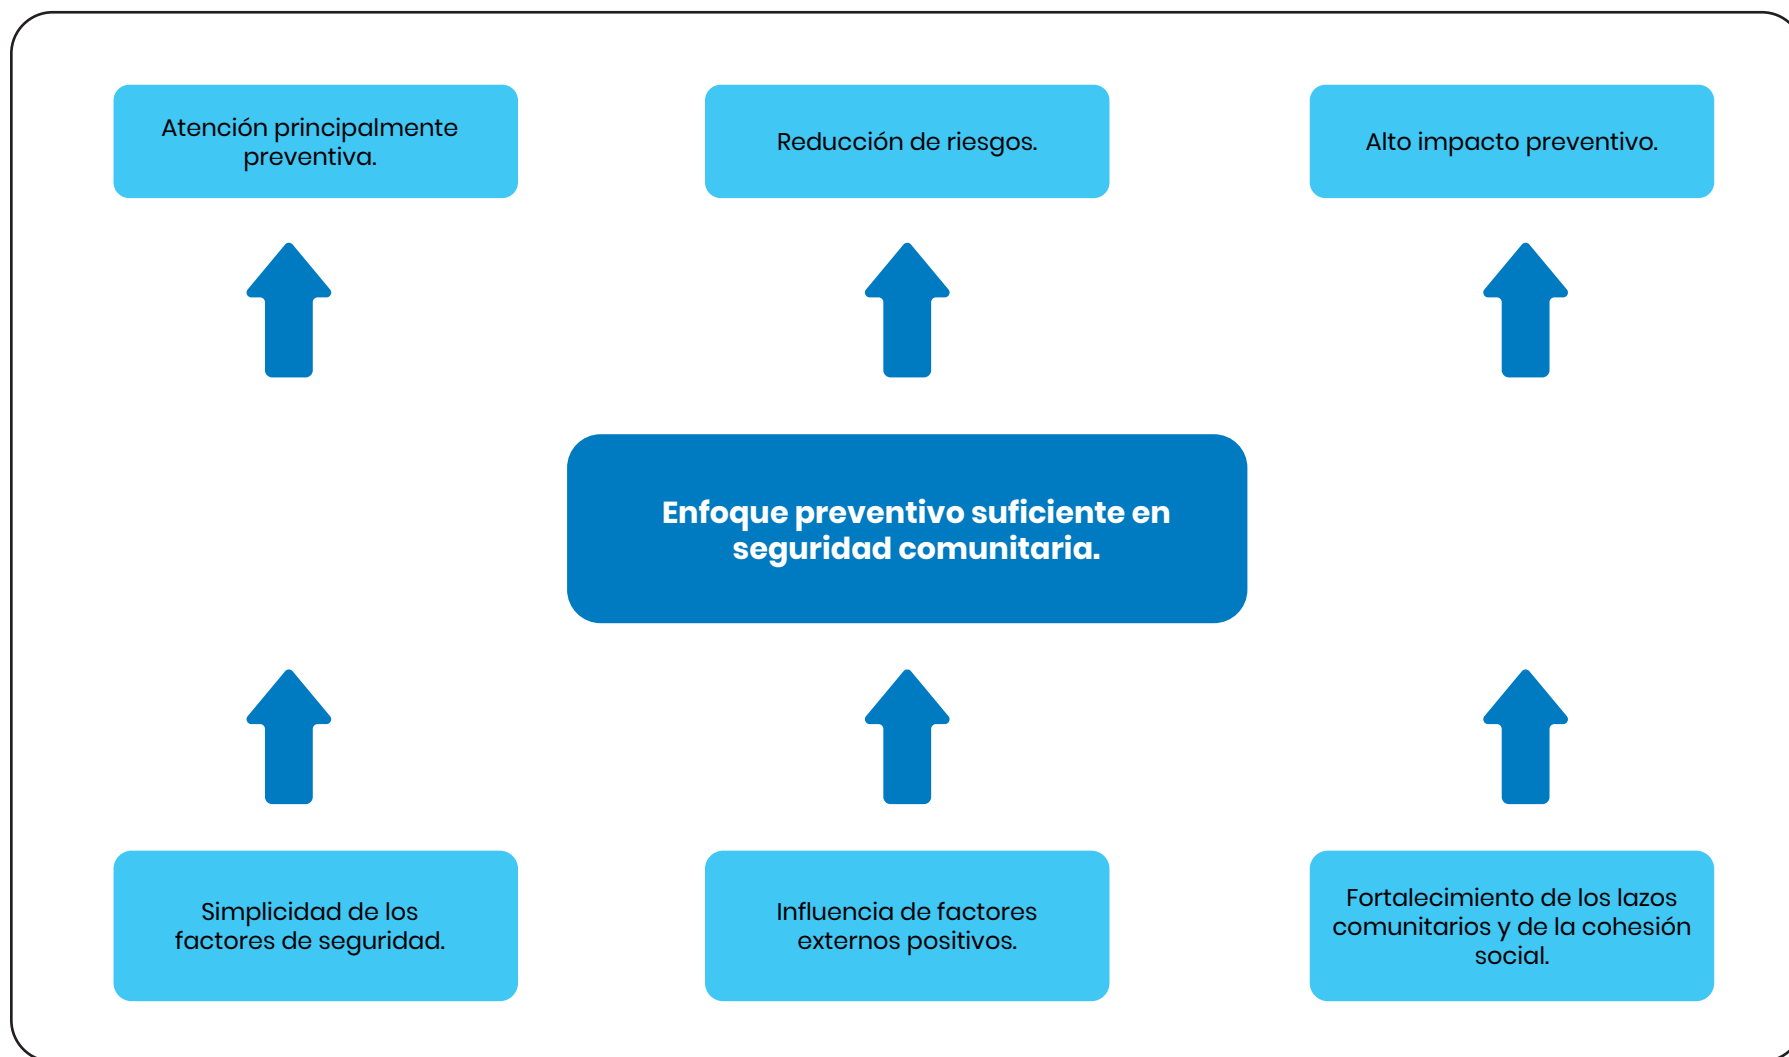 Atención principalmente
preventiva.
Reducción de riesgos.
Alto impacto preventivo.
Enfoque preventivo suficiente en
seguridad comunitaria.
Simplicidad de los
factores de seguridad.
Influencia de factores
externos positivos.
Fortalecimiento de los lazos
comunitarios y de la cohesión
social.